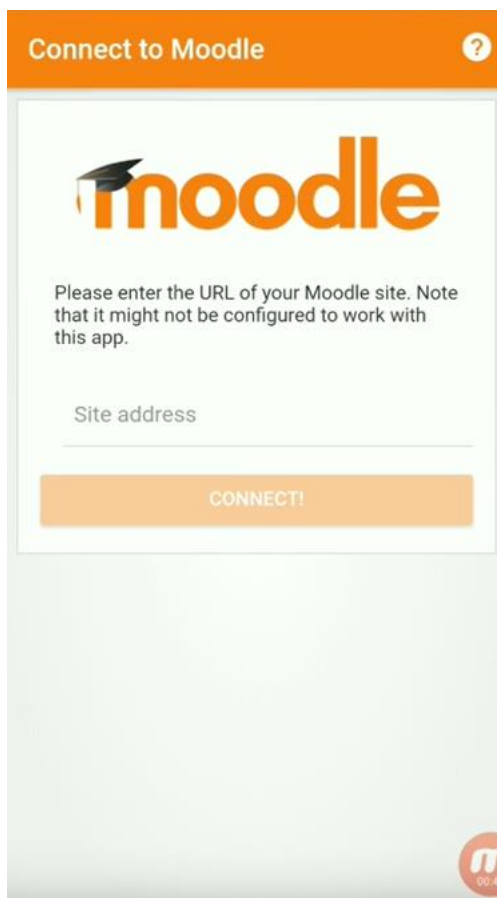 Connect to Moodle ?
moodle
Please enter the URL of your Moodle site. Note
that it might not be configured to work with
this app.
Site address
CONNECT!